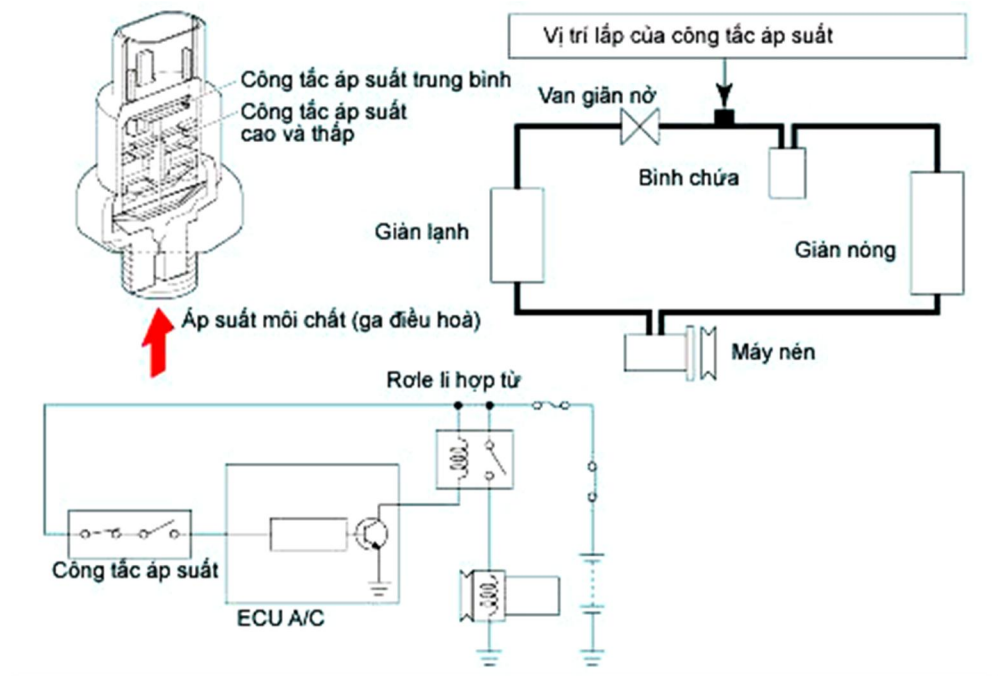 Vị trí lắp của công tắc áp suất
Công tắc áp suất trung bình
Công tắc áp suất
cao và thấp
Van giãn nở
Bình chứa
Giàn lạnh
Giàn nóng
Áp suất môi chất (ga điều hoà)
Máy nén
Rơle li hợp từ
Công tắc áp suất
ECU A/C